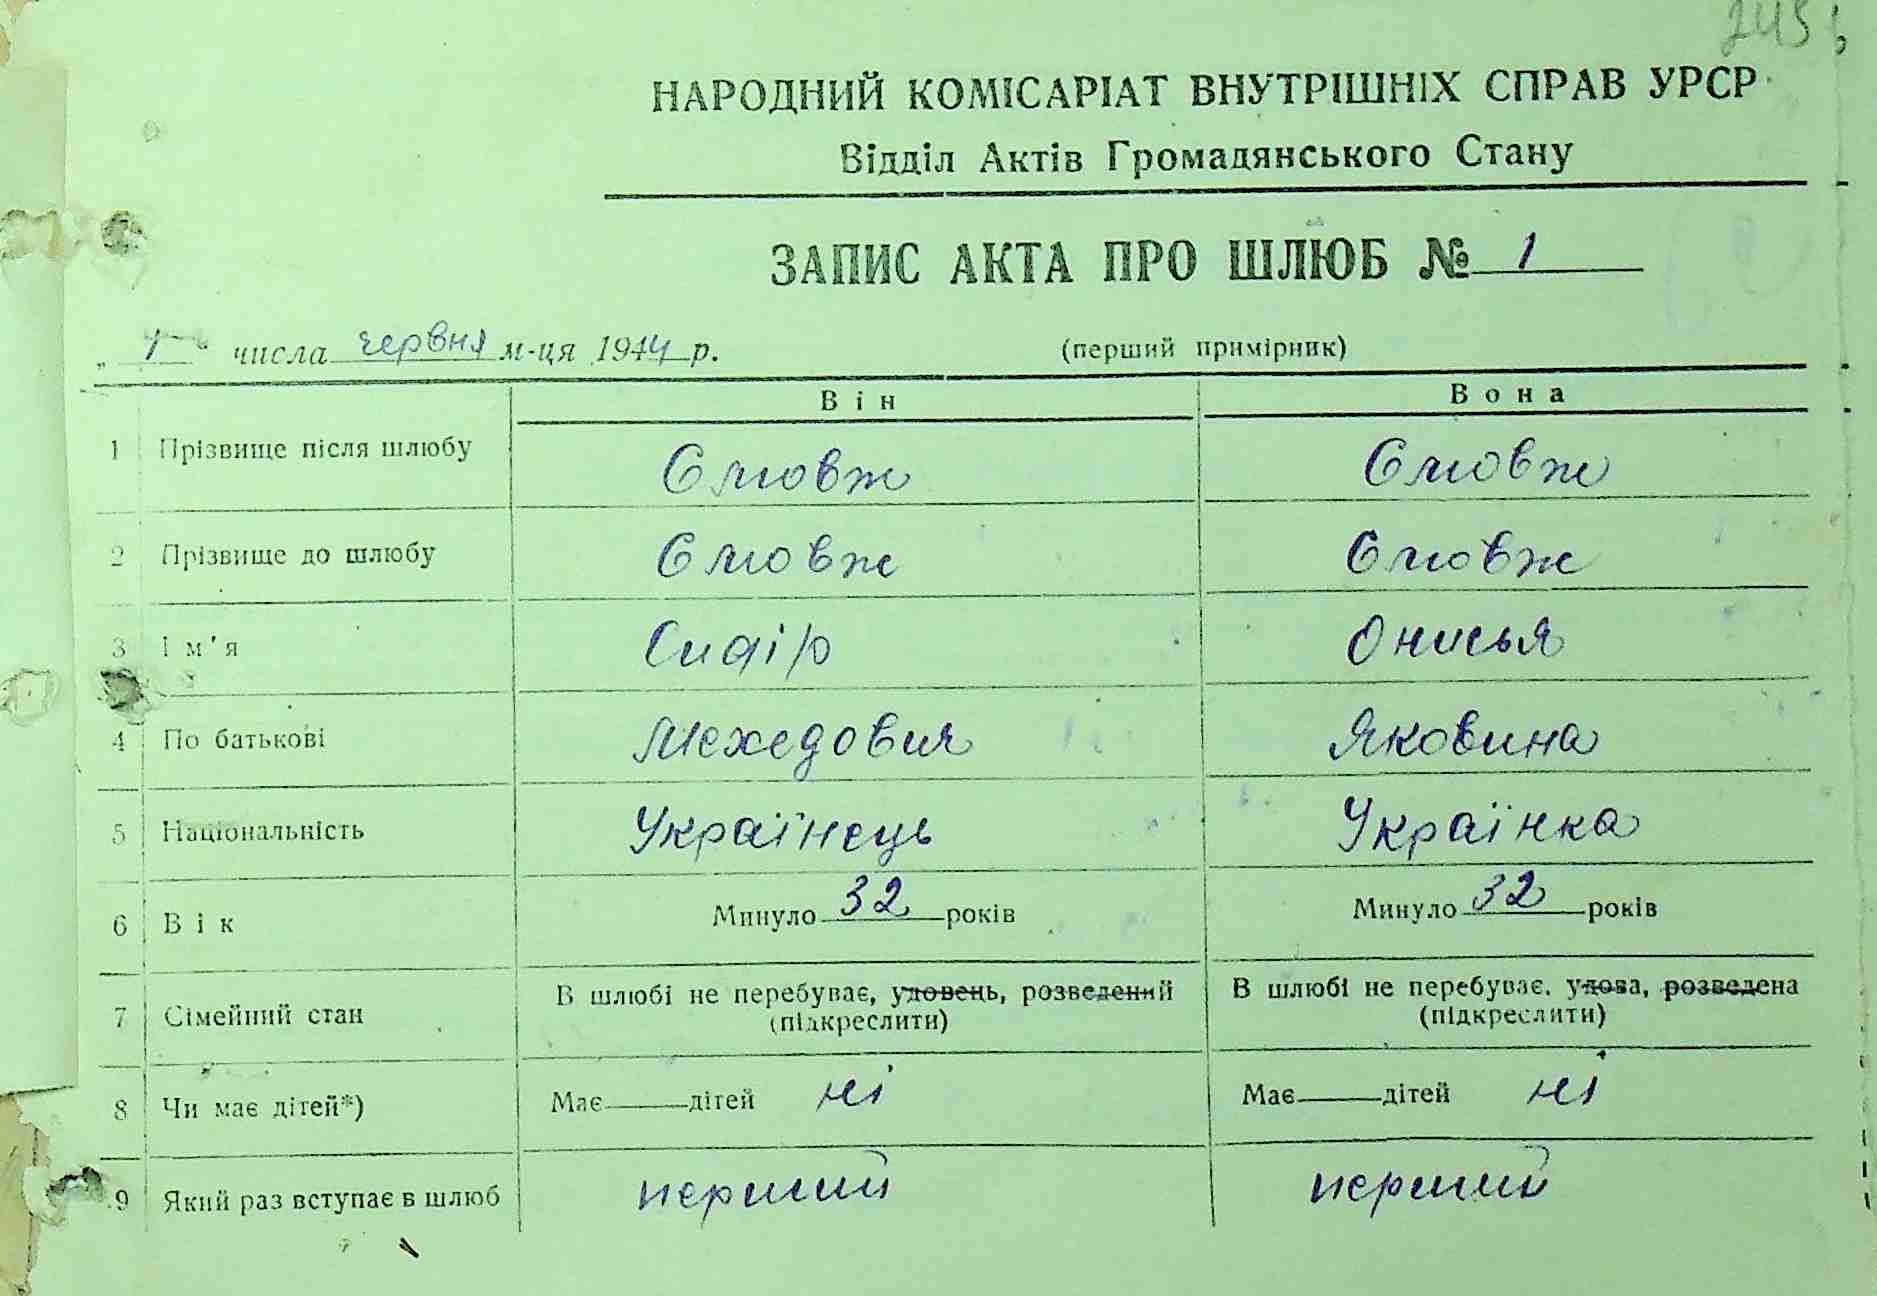 245
НАРОДНИЙ КОМІСАРІАТ ВНУТРІШНІХ СПРАВ УРСР
Відділ Актів Громадянського Стану
ЗАПИС АКТА ПРО ШЛЮБ № 1
числа червня м-ця 1944 р. (перший примірник)
Він Вона
1 Прізвище після шлюбу Смовж Смовж
2 Прізвище до шлюбу Смовж Смовж
3 Ім'я Сидір Онисья
4 По батькові Мехедовия Яковина
5 Національність Українець Українка
6 Вік Минуло 32 років Минуло 32 років
7 Сімейний стан В шлюбі не перебуває, удовець, розведений В шлюбі не перебуває, удова, розведена
(підкреслити) (підкреслити)
8 Чи має дітей*) Має дітей ні Має дітей ні
9 Який раз вступає в шлюб перший перший